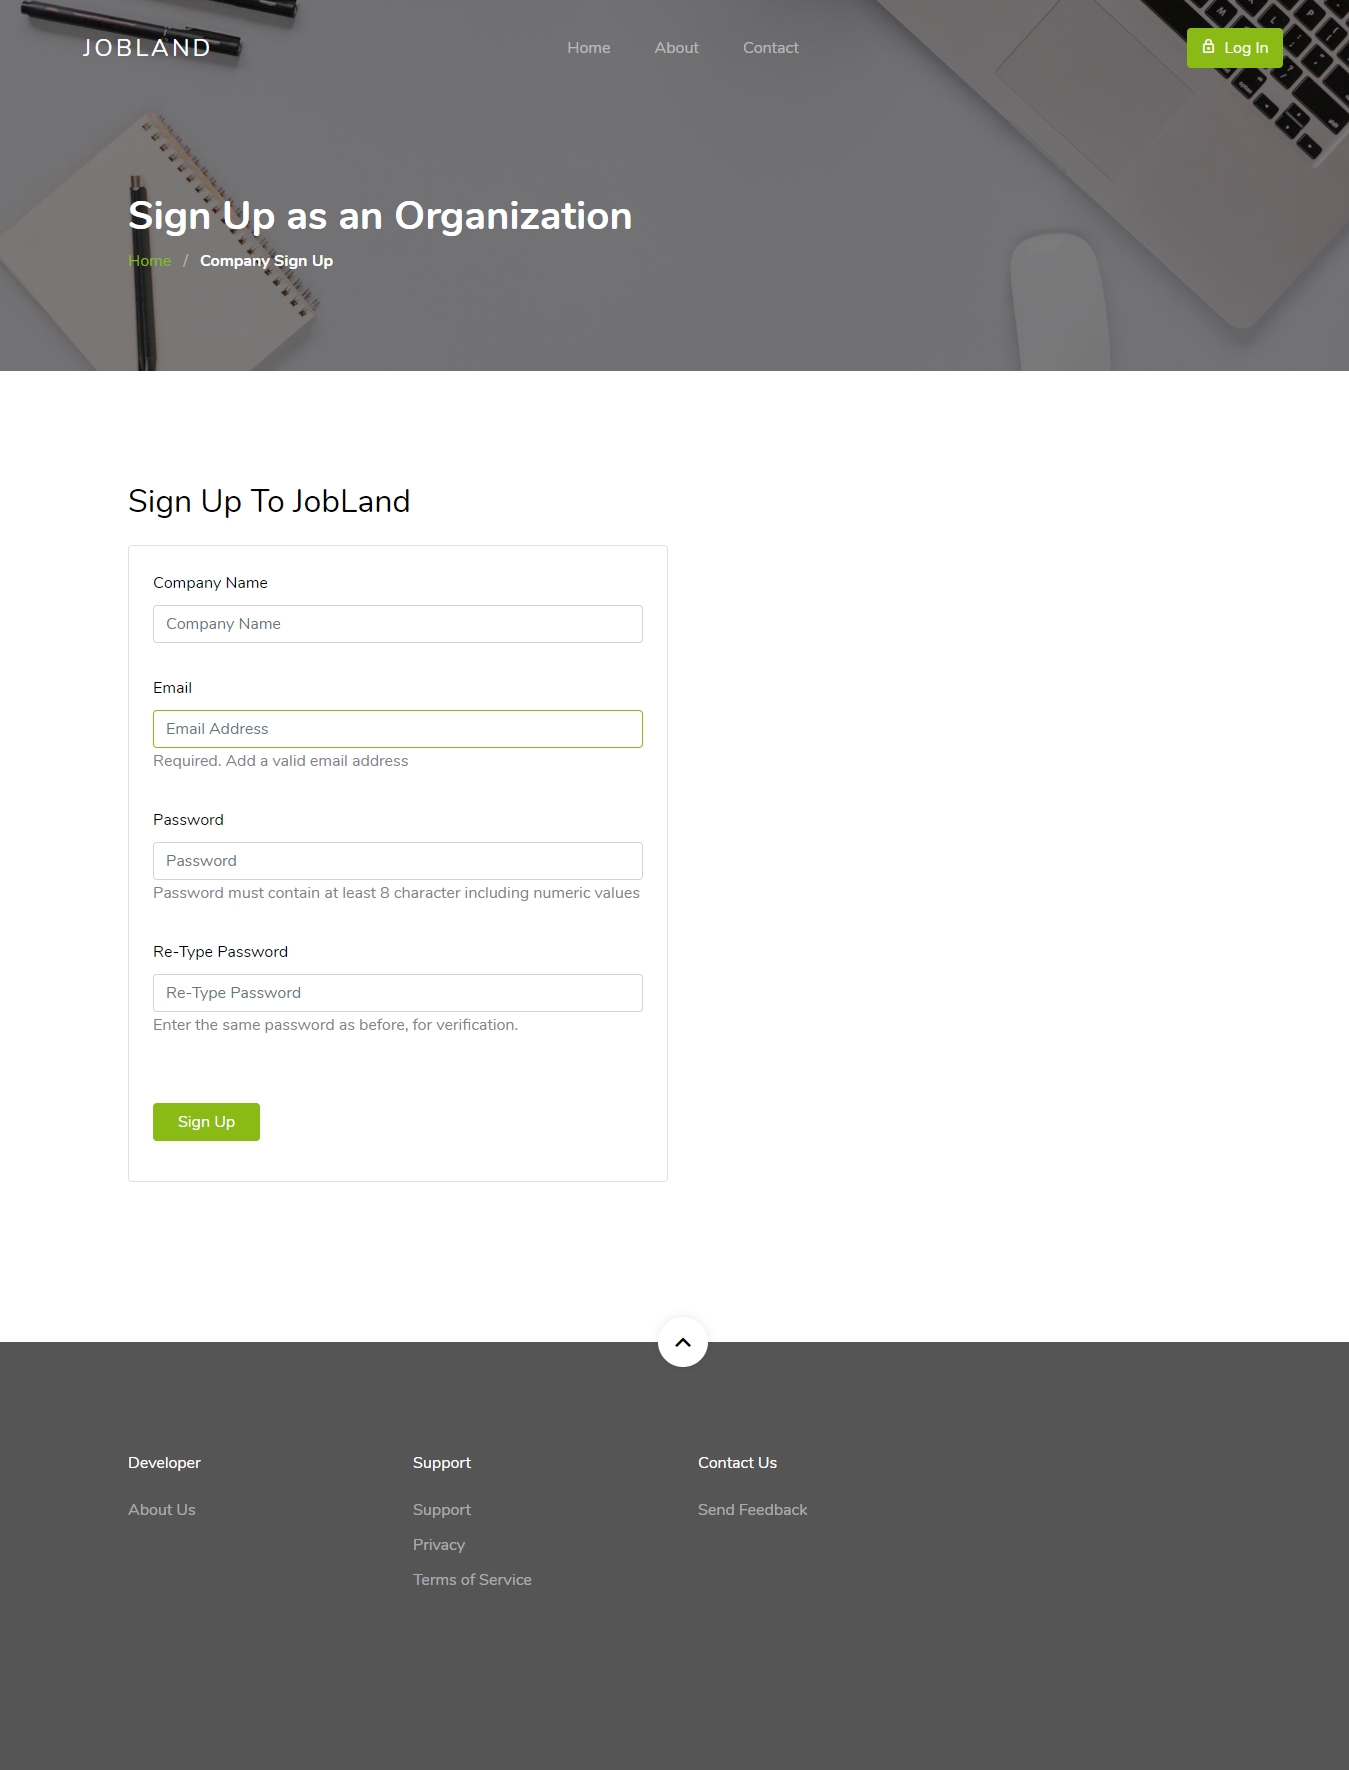 JOBLAND
Home About Contact
Log In
Sign Up as an Organization
Home / Company Sign Up
Sign Up To JobLand
Company Name
Company Name
Email
Email Address
Required. Add a valid email address
Password
Password
Password must contain at least 8 character including numeric values
Re-Type Password
Re-Type Password
Enter the same password as before, for verification.
Sign Up
Developer
About Us
Support
Support
Privacy
Terms of Service
Contact Us
Send Feedback